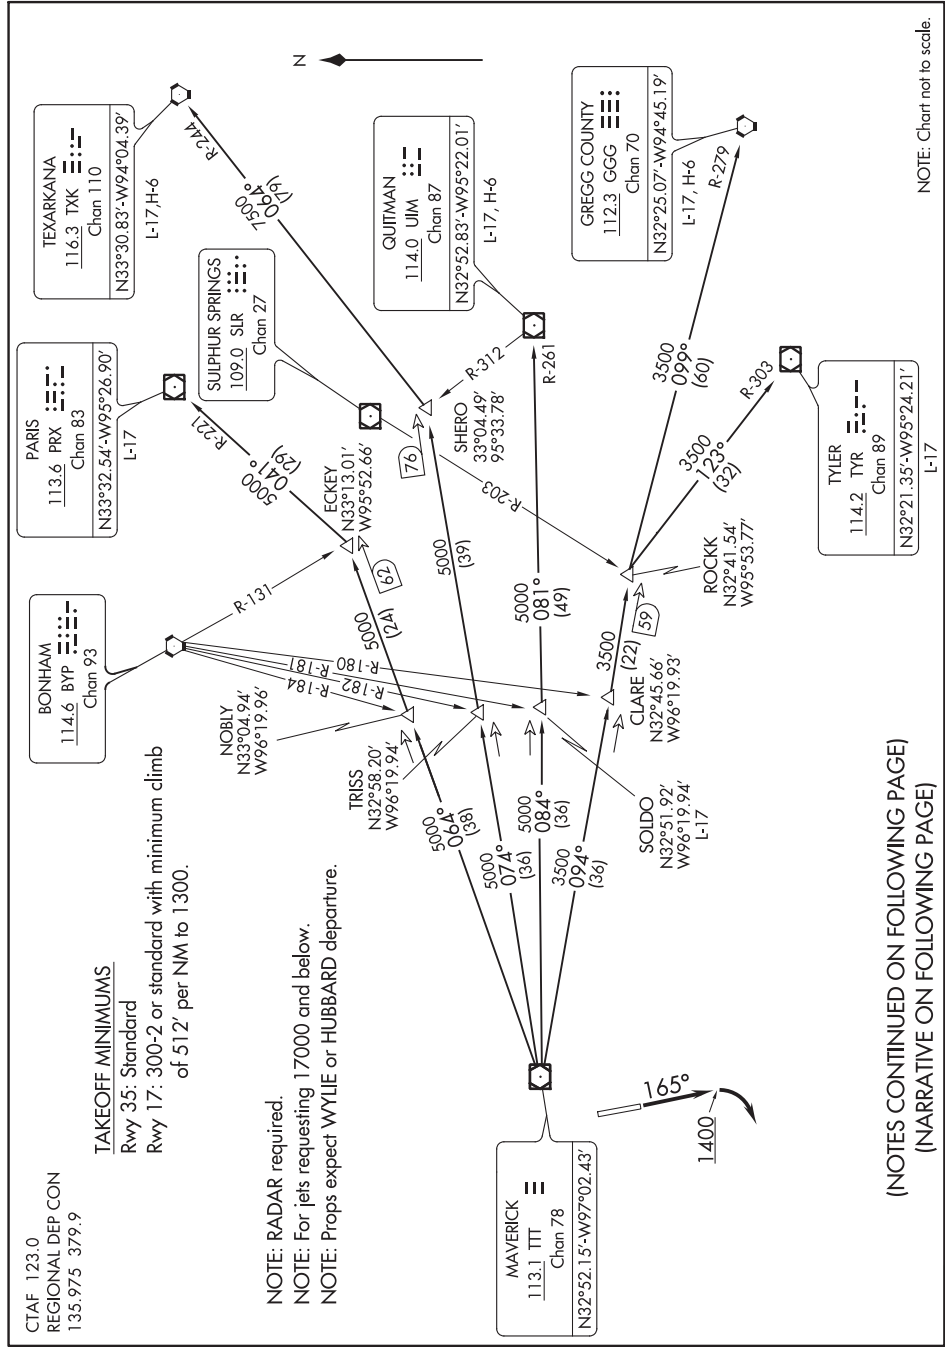 CTAF 123.0
REGIONAL DEP CON
135.975 379.9
TAKEOFF MINIMUMS
Rwy 35: Standard
Rwy 17: 300-2 or standard with minimum climb
of 512' per NM to 1300.
NOTE: RADAR required.
NOTE: For jets requesting 17000 and below.
NOTE: Props expect WYLIE or HUBBARD departure.
BONHAM
114.6 BYP
Chan 93
PARIS
113.6 PRX
Chan 83
N33°32.54'-W95°26.90'
L-17
TEXARKANA
116.3 TXK
Chan 110
N33°30.83'-W94°04.39'
L-17,H-6
SULPHUR SPRINGS
109.0 SLR
Chan 27
QUITMAN
114.0 UIM
Chan 87
N32°52.83'-W95°22.01'
L-17, H-6
GREGG COUNTY
112.3 GGG
Chan 70
N32°25.07'-W94°45.19'
L-17, H-6
TYLER
114.2 TYR
Chan 89
N32°21.35'-W95°24.21'
L-17
MAVERICK
113.1 TTT
Chan 78
N32°52.15'-W97°02.43'
N
NOBLY
N33°04.94'
W96°19.96'
TRISS
N32°58.20'
W96°19.94'
SOLDO
N32°51.92'
W96°19.94'
L-17
CLARE
N32°45.66'
W96°19.93'
ECKEY
N33°13.01'
W95°52.66'
SHERO
33°04.49'
95°33.78'
ROCKK
N32°41.54'
W95°53.77'
R-131
R-184
R-181
R-182
R-180
R-221
R-244
R-312
R-261
R-203
R-279
R-303
5000
064°
(38)
5000
074°
(36)
5000
084°
(36)
3500
094°
(36)
5000
(24)
62
5000
041°
(29)
5000
(39)
76
7500
064°
(79)
5000
081°
(49)
3500
(22)
59
3500
099°
(60)
3500
123°
(32)
165°
1400
(NOTES CONTINUED ON FOLLOWING PAGE)
(NARRATIVE ON FOLLOWING PAGE)
NOTE: Chart not to scale.